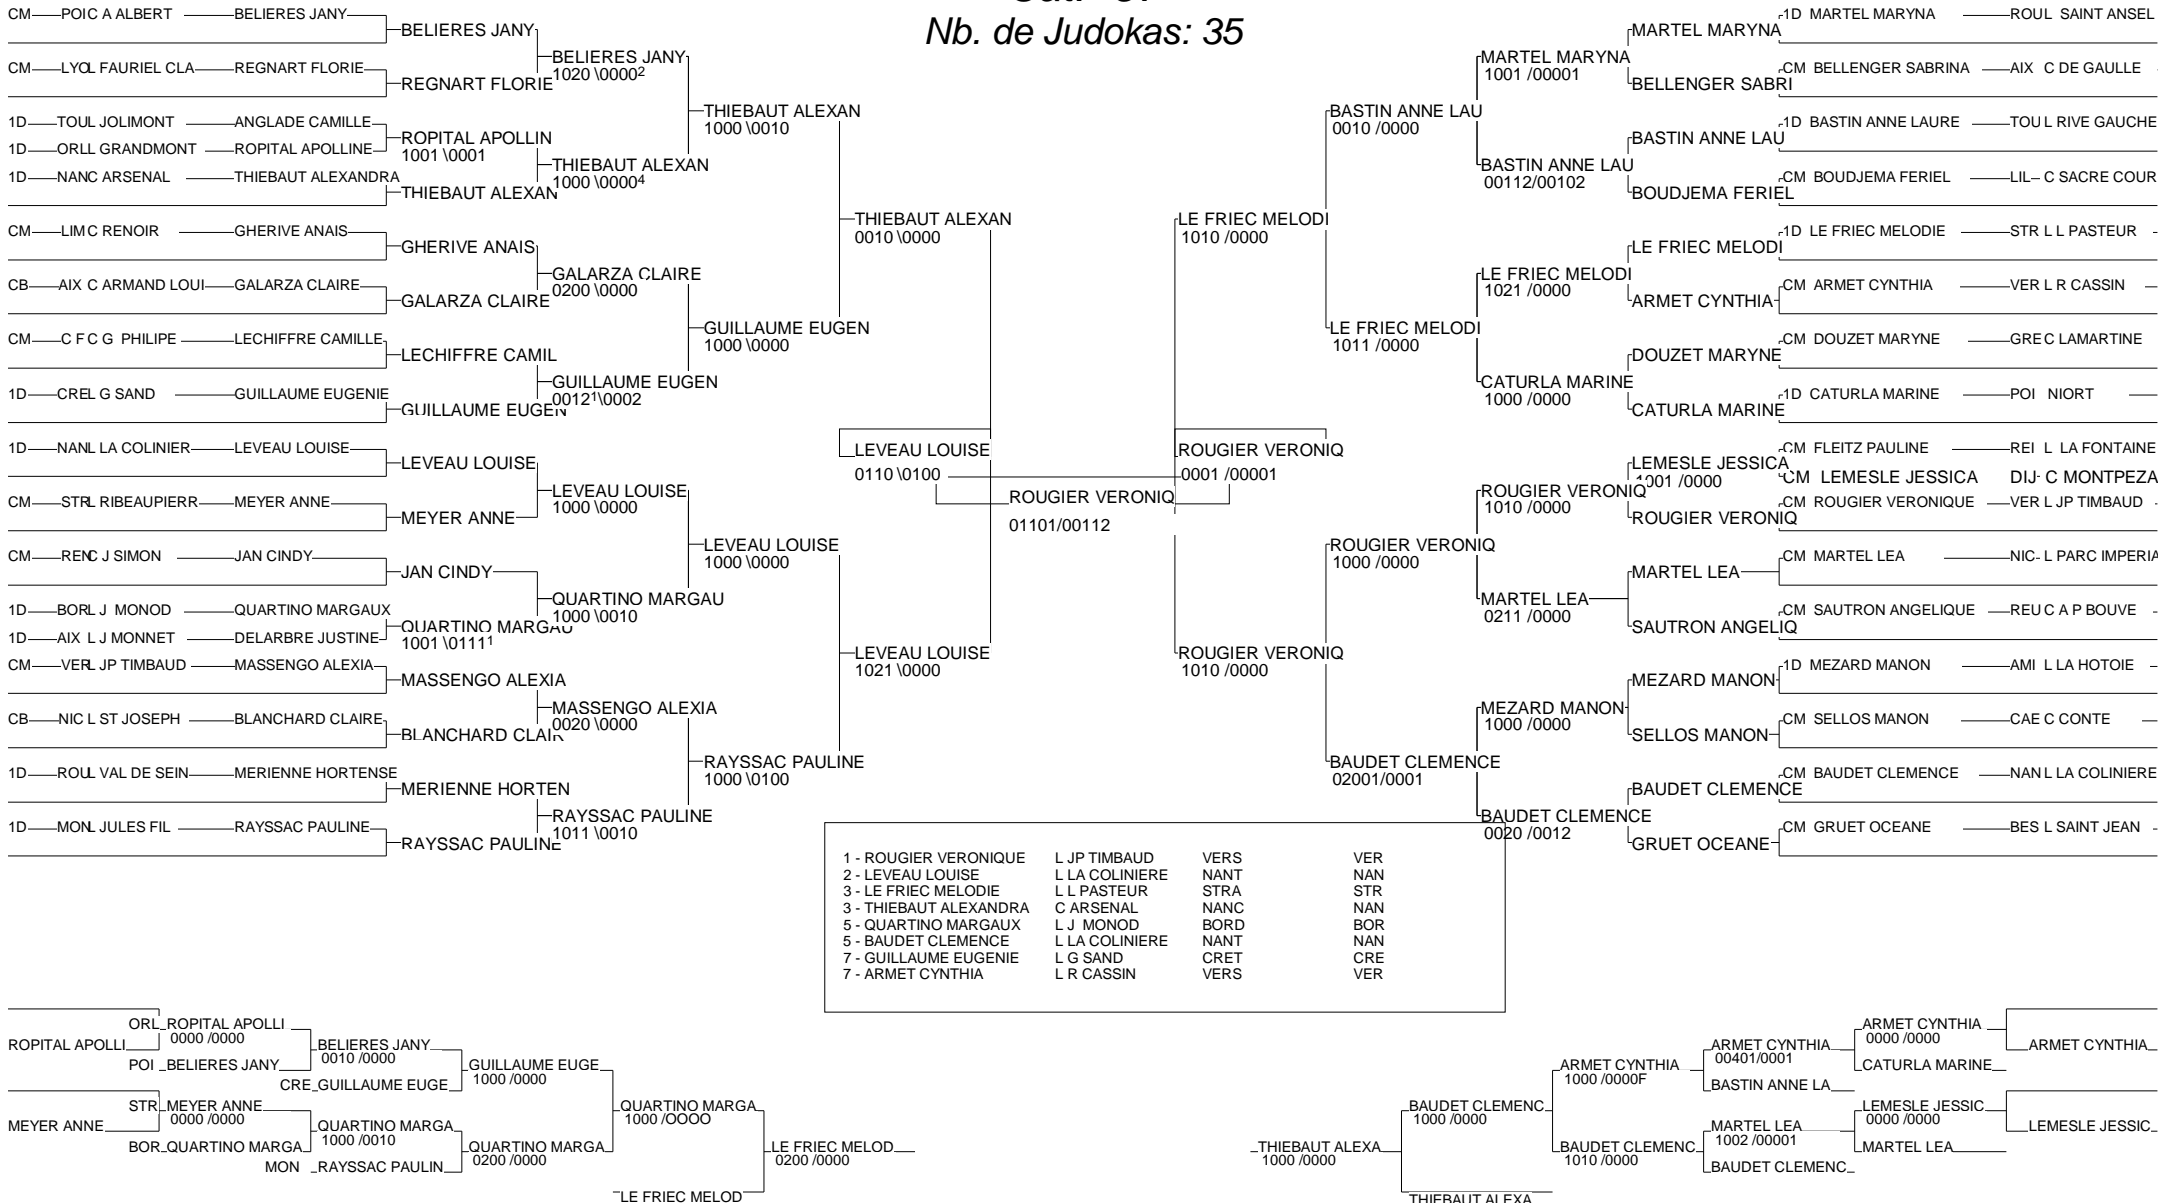 Nb. de Judokas: 35
CM POIC A ALBERT BELIERES JANY
CM LYOL FAURIEL CLA REGNART FLORIE
1D TOUL JOLIMONT ANGLADE CAMILLE
1D ORLL GRANDMONT ROPITAL APOLLINE
1D NANC ARSENAL THIEBAUT ALEXANDRA
CM LIM C RENOIR GHERIVE ANAIS
CB AIX C ARMAND LOUI GALARZA CLAIRE
CM C F C G PHILIPE LECHIFFRE CAMILLE
1D CREL G SAND GUILLAUME EUGENIE
1D NANL LA COLINIER LEVEAU LOUISE
CM STRL RIBEAUPIERR MEYER ANNE
CM RENC J SIMON JAN CINDY
1D BORL J MONOD QUARTINO MARGAUX
1D AIX L J MONNET DELARBRE JUSTINE
CM VERL JP TIMBAUD MASSENGO ALEXIA
CB NIC L ST JOSEPH BLANCHARD CLAIRE
1D ROUL VAL DE SEIN MERIENNE HORTENSE
1D MONL JULES FIL RAYSSAC PAULINE
BELIERES JANY
REGNART FLORIE
ROPITAL APOLLIN
1001 \0001
THIEBAUT ALEXAN
GHERIVE ANAIS
GALARZA CLAIRE
LECHIFFRE CAMIL
GUILLAUME EUGEN
LEVEAU LOUISE
MEYER ANNE
JAN CINDY
QUARTINO MARGAU
1001 \01111
MASSENGO ALEXIA
BLANCHARD CLAIR
MERIENNE HORTEN
RAYSSAC PAULINE
BELIERES JANY
1020 \00002
THIEBAUT ALEXAN
1000 \00004
GALARZA CLAIRE
0200 \0000
GUILLAUME EUGEN
00121\0002
LEVEAU LOUISE
1000 \0000
QUARTINO MARGAU
1000 \0010
MASSENGO ALEXIA
0020 \0000
RAYSSAC PAULINE
1011 \0010
THIEBAUT ALEXAN
1000 \0010
GUILLAUME EUGEN
1000 \0000
LEVEAU LOUISE
1000 \0000
RAYSSAC PAULINE
1000 \0100
THIEBAUT ALEXAN
0010 \0000
LEVEAU LOUISE
1021 \0000
LEVEAU LOUISE
0110 \0100
ROUGIER VERONIQ
01101/00112
ROUGIER VERONIQ
0001 /00001
LE FRIEC MELODI
1010 /0000
ROUGIER VERONIQ
1010 /0000
BASTIN ANNE LAU
0010 /0000
LE FRIEC MELODI
1011 /0000
ROUGIER VERONIQ
1000 /0000
BAUDET CLEMENCE
02001/0001
MARTEL MARYNA
1001 /00001
BASTIN ANNE LAU
00112/00102
LE FRIEC MELODI
1021 /0000
CATURLA MARINE
1000 /0000
ROUGIER VERONIQ
1010 /0000
MARTEL LEA
0211 /0000
MEZARD MANON
1000 /0000
BAUDET CLEMENCE
0020 /0012
MARTEL MARYNA
BELLENGER SABRI
BASTIN ANNE LAU
BOUDJEMA FERIEL
LE FRIEC MELODI
ARMET CYNTHIA
DOUZET MARYNE
CATURLA MARINE
LEMESLE JESSICA
1001 /0000
ROUGIER VERONIQ
MARTEL LEA
SAUTRON ANGELIQ
MEZARD MANON
SELLOS MANON
BAUDET CLEMENCE
GRUET OCEANE
1D MARTEL MARYNA ROUL SAINT ANSEL
CM BELLENGER SABRINA AIX C DE GAULLE
1D BASTIN ANNE LAURE TOU L RIVE GAUCHE
CM BOUDJEMA FERIEL LIL C SACRE COUR
1D LE FRIEC MELODIE STR L L PASTEUR
CM ARMET CYNTHIA VER L R CASSIN
CM DOUZET MARYNE GRE C LAMARTINE
1D CATURLA MARINE POI NIORT
CM FLEITZ PAULINE REI L LA FONTAINE
CM LEMESLE JESSICA DIJ- C MONTPEZA
CM ROUGIER VERONIQUE VER L JP TIMBAUD
CM MARTEL LEA NIC- L PARC IMPERIA
CM SAUTRON ANGELIQUE REU C A P BOUVE
1D MEZARD MANON AMI L LA HOTOIE
CM SELLOS MANON CAE C CONTE
CM BAUDET CLEMENCE NAN L LA COLINIERE
CM GRUET OCEANE BES L SAINT JEAN
1 - ROUGIER VERONIQUE L JP TIMBAUD VERS VER
2 - LEVEAU LOUISE L LA COLINIERE NANT NAN
3 - LE FRIEC MELODIE L L PASTEUR STRA STR
3 - THIEBAUT ALEXANDRA C ARSENAL NANC NAN
5 - QUARTINO MARGAUX L J MONOD BORD BOR
5 - BAUDET CLEMENCE L LA COLINIERE NANT NAN
7 - GUILLAUME EUGENIE L G SAND CRET CRE
7 - ARMET CYNTHIA L R CASSIN VERS VER
ROPITAL APOLLI
MEYER ANNE
ORL ROPITAL APOLLI
0000 /0000
POI BELIERES JANY
STR MEYER ANNE
0000 /0000
BOR QUARTINO MARGA
BELIERES JANY
0010 /0000
CRE GUILLAUME EUGE
QUARTINO MARGA
1000 /0010
MON RAYSSAC PAULIN
GUILLAUME EUGE
1000 /0000
QUARTINO MARGA
0200 /0000
QUARTINO MARGA
1000 /OOOO
LE FRIEC MELOD
LE FRIEC MELOD
0200 /0000
THIEBAUT ALEXA
1000 /0000
BAUDET CLEMENC
1000 /0000
THIEBAUT ALEXA
ARMET CYNTHIA
1000 /0000F
BAUDET CLEMENC
1010 /0000
ARMET CYNTHIA
00401/0001
BASTIN ANNE LA
MARTEL LEA
1002 /00001
BAUDET CLEMENC
ARMET CYNTHIA
0000 /0000
CATURLA MARINE
LEMESLE JESSIC
0000 /0000
MARTEL LEA
ARMET CYNTHIA
LEMESLE JESSIC